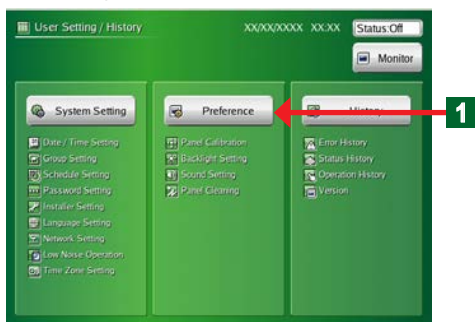 User Setting / History XX/XX/XXXX XX:XX Status:Off
Monitor
System Setting
Date / Time Setting
Group Setting
Schedule Setting
Password Setting
Installer Setting
Language Setting
Network Setting
Low Noise Operation
Time Zone Setting
Preference
Panel Calibration
Backlight Setting
Sound Setting
Panel Cleaning
History
Error History
Status History
Operation History
Version
1